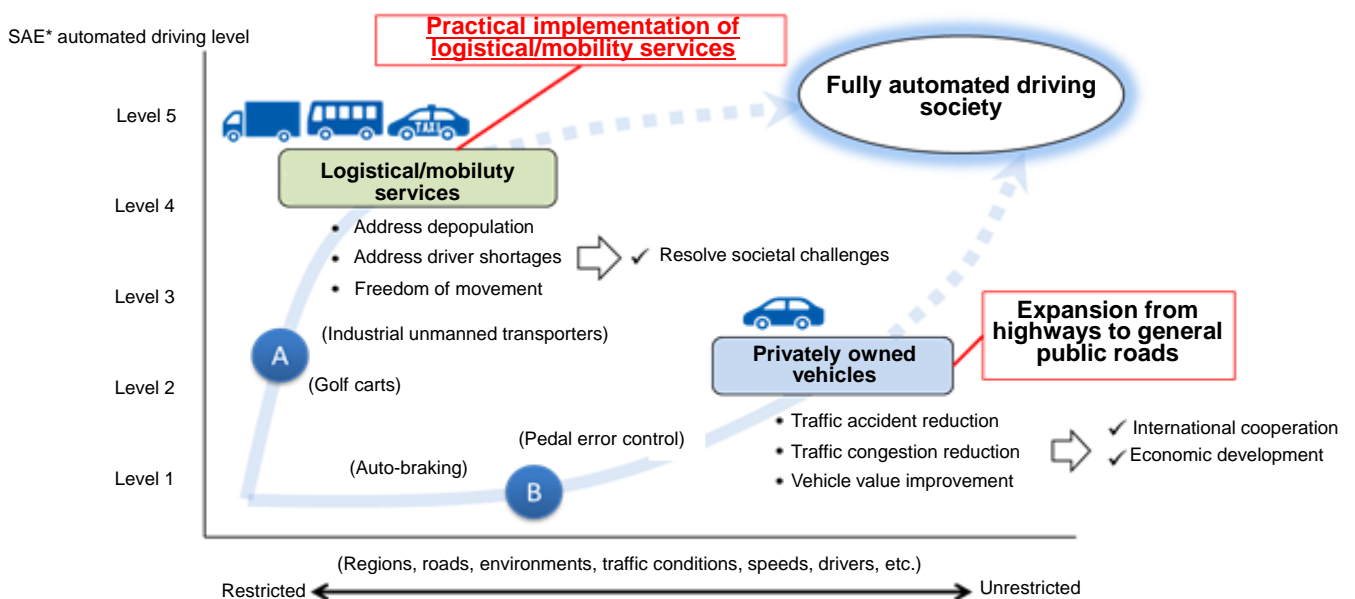 SAE* automated driving level
Practical implementation of
logistical/mobility services
Fully automated driving
society
Level 5
TAXI
Logistical/mobiluty
services
Level 4
• Address depopulation
• Address driver shortages
• Freedom of movement
✓ Resolve societal challenges
Level 3
Expansion from
highways to general
public roads
A
(Industrial unmanned transporters)
Privately owned
vehicles
Level 2
(Golf carts)
• Traffic accident reduction
• Traffic congestion reduction
• Vehicle value improvement
✓ International cooperation
✓ Economic development
(Pedal error control)
(Auto-braking)
Level 1
B
(Regions, roads, environments, traffic conditions, speeds, drivers, etc.)
Restricted
Unrestricted